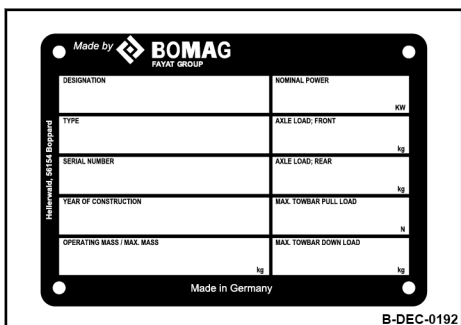 Made by BOMAG
FAYAT GROUP
Hellerwald, 56154 Boppard
DESIGNATION
NOMINAL POWER
KW
TYPE
AXLE LOAD; FRONT
kg
SERIAL NUMBER
AXLE LOAD; REAR
kg
YEAR OF CONSTRUCTION
MAX. TOWBAR PULL LOAD
N
OPERATING MASS / MAX. MASS
kg
MAX. TOWBAR DOWN LOAD
kg
Made in Germany
B-DEC-0192